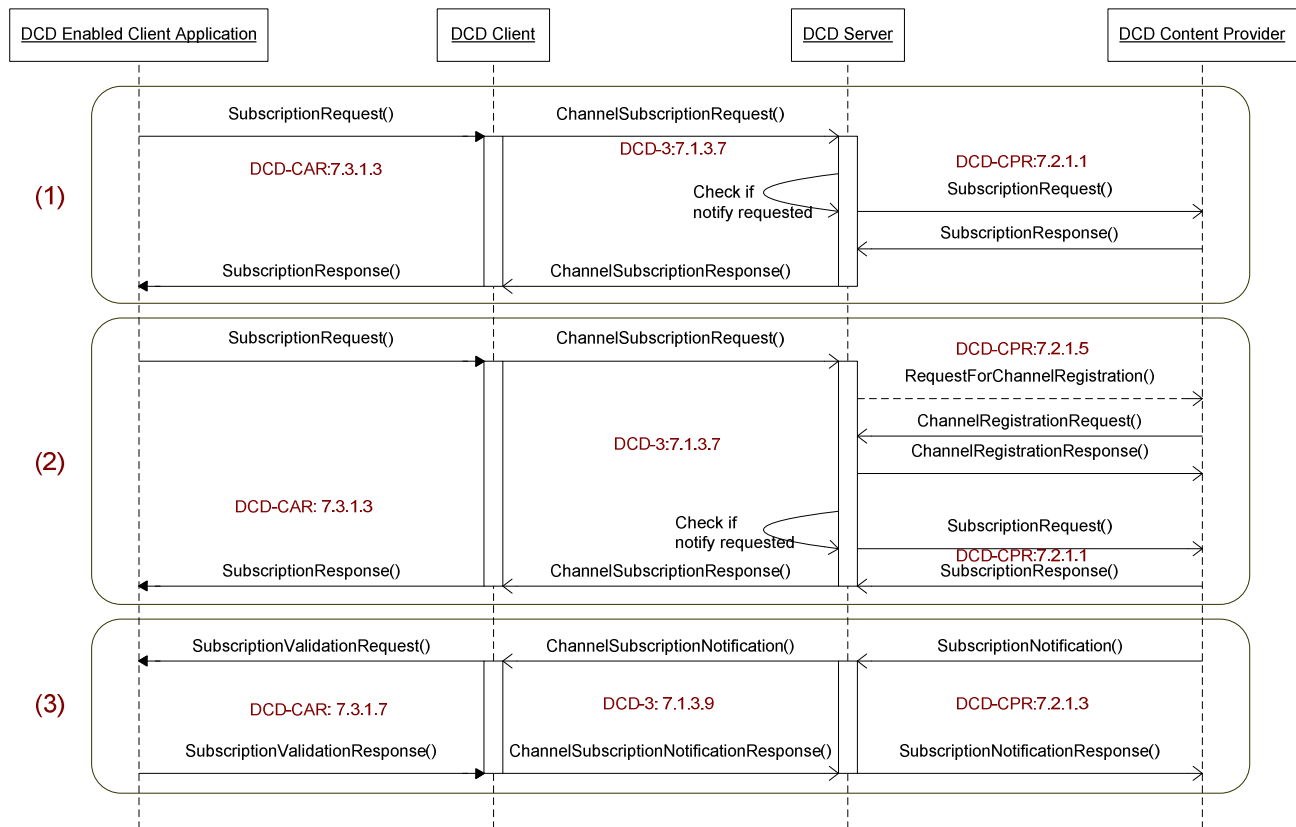 DCD Enabled Client Application
DCD Client
DCD Server
DCD Content Provider
(1)
SubscriptionRequest()
ChannelSubscriptionRequest()
DCD-CAR:7.3.1.3
DCD-3:7.1.3.7
DCD-CPR:7.2.1.1
Check if
notify requested
SubscriptionRequest()
SubscriptionResponse()
SubscriptionResponse()
ChannelSubscriptionResponse()
(2)
SubscriptionRequest()
ChannelSubscriptionRequest()
DCD-CPR:7.2.1.5
RequestForChannelRegistration()
ChannelRegistrationRequest()
DCD-3:7.1.3.7
ChannelRegistrationResponse()
DCD-CAR: 7.3.1.3
Check if
notify requested
SubscriptionRequest()
DCD-CPR:7.2.1.1
SubscriptionResponse()
ChannelSubscriptionResponse()
SubscriptionResponse()
(3)
SubscriptionValidationRequest()
ChannelSubscriptionNotification()
SubscriptionNotification()
DCD-CAR: 7.3.1.7
DCD-3: 7.1.3.9
DCD-CPR:7.2.1.3
SubscriptionValidationResponse()
ChannelSubscriptionNotificationResponse()
SubscriptionNotificationResponse()